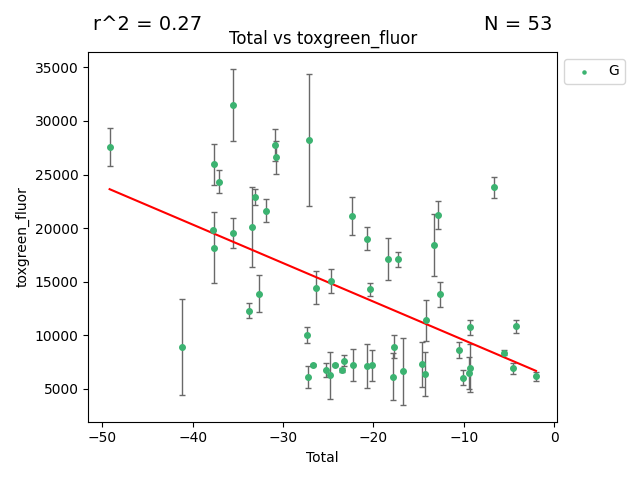 r^2 = 0.27
N = 53
Total vs toxgreen_fluor
G
35000
30000
25000
20000
15000
10000
5000
toxgreen_fluor
−50
−40
−30
−20
−10
0
Total